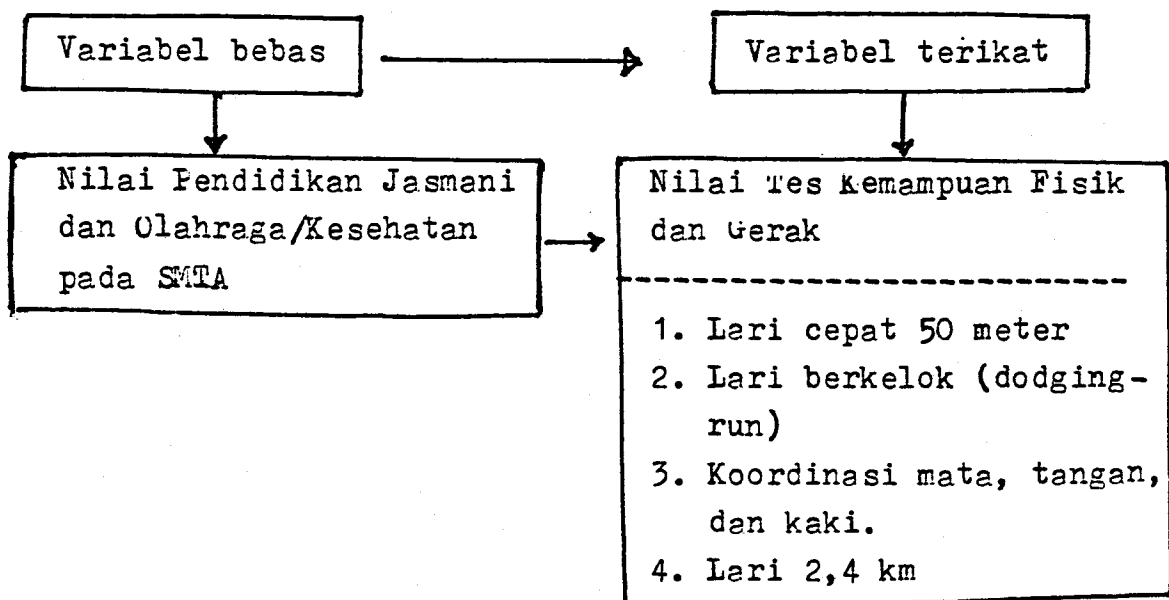 Variabel bebas
Variabel terikat
Nilai Pendidikan Jasmani
dan Olahraga/Kesehatan
pada SMTA
Nilai Tes Kemampuan Fisik
dan Gerak
1. Lari cepat 50 meter
2. Lari berkelok (dodging-
run)
3. Koordinasi mata, tangan,
dan kaki.
4. Lari 2,4 km